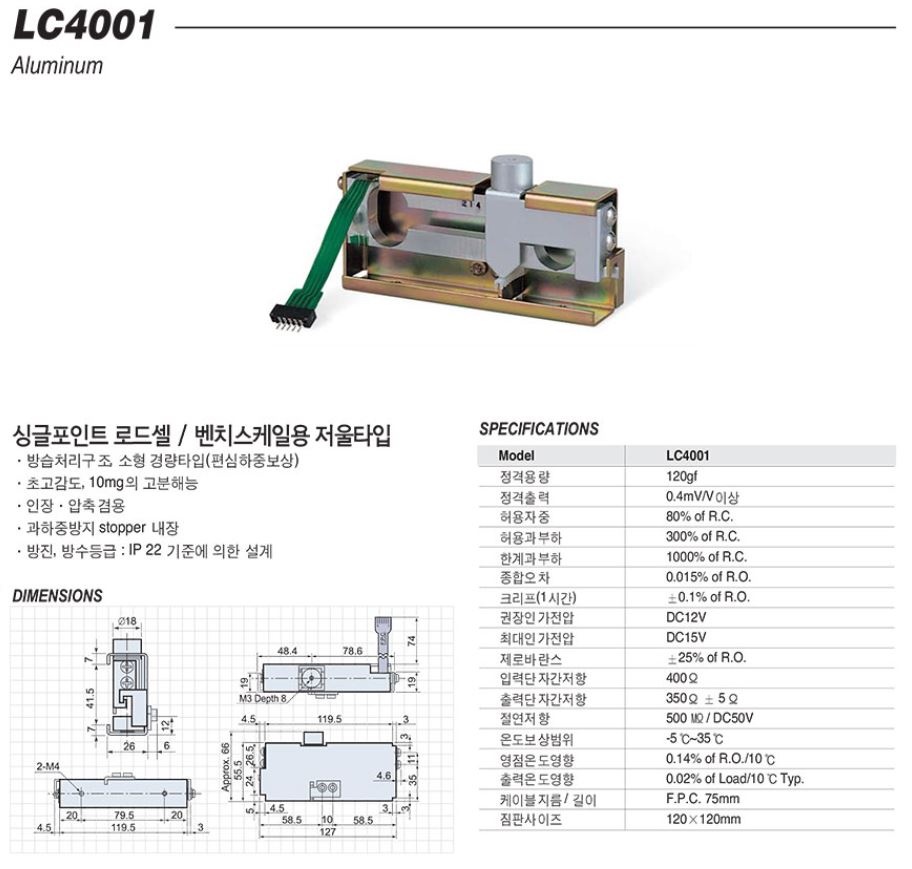 LC4001
Aluminum
싱글포인트 로드셀 / 벤치스케일용 저울타입
· 방습처리구조, 소형 경량타입(편심하중보상)
· 초고감도, 10mg의 고분해능
· 인장 · 압축겸용
· 과하중방지 stopper 내장
· 방진, 방수등급 : IP 22 기준에 의한 설계
DIMENSIONS
Ø18
7
41.5
7
12
26
6
48.4
78.6
74
19
19
M3 Depth 8
2-M4
20
79.5
20
4.5
119.5
3
4.5
119.5
3
Approx. 66
55.5
26.5
24
5
3
11
35
4.6
4.5
3
3
58.5
10
58.5
127
SPECIFICATIONS
Model LC4001
정격용량 120gf
정격출력 0.4mV/V이상
허용자중 80% of R.C.
허용과부하 300% of R.C.
한계과부하 1000% of R.C.
종합오차 0.015% of R.O.
크리프(1시간) ±0.1% of R.O.
권장인가전압 DC12V
최대인가전압 DC15V
제로바란스 ±25% of R.O.
입력단자간저항 400Ω
출력단자간저항 350Ω ± 5Ω
절연저항 500 MΩ / DC50V
온도보상범위 -5℃~35℃
영점온도영향 0.14% of R.O./10℃
출력온도영향 0.02% of Load/10℃ Typ.
케이블지름 / 길이 F.P.C. 75mm
짐판사이즈 120×120mm